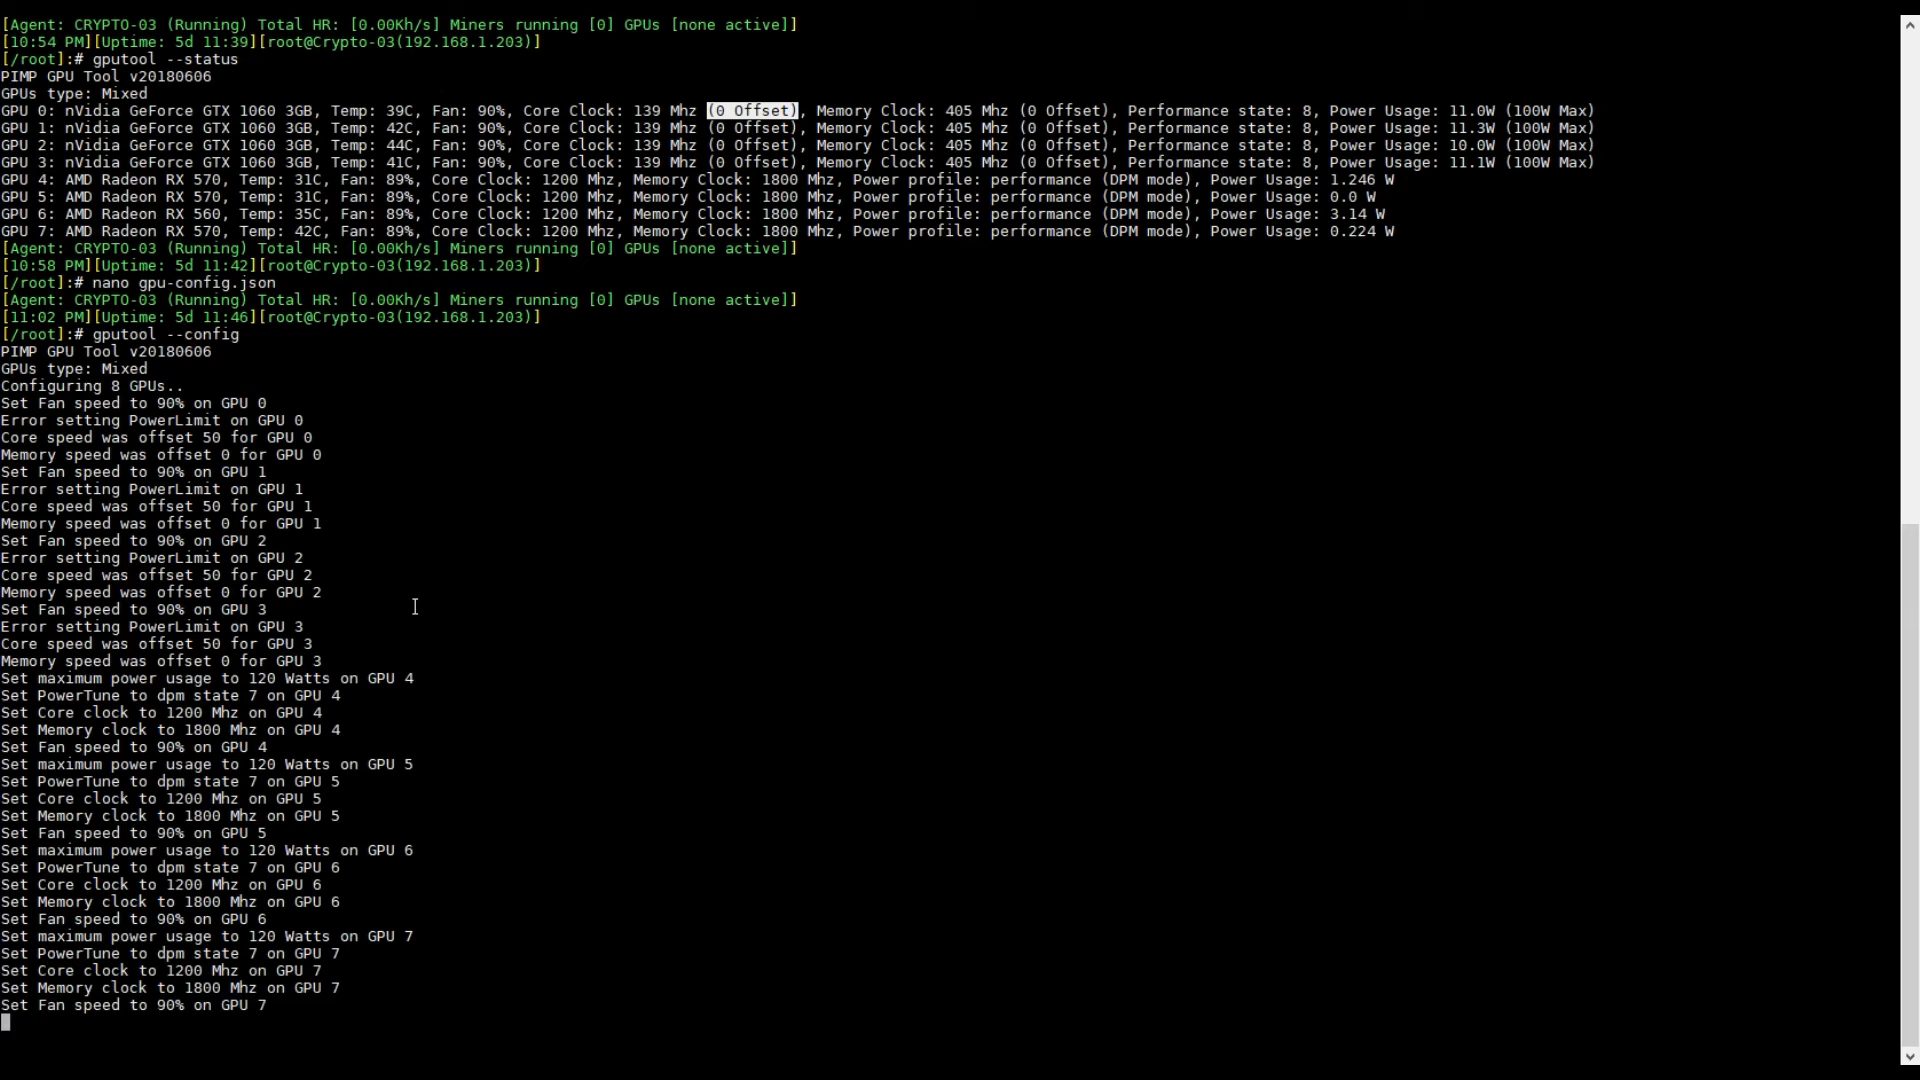 [Agent: CRYPTO-03 (Running) Total HR: [0.00Kh/s] Miners running [0] GPUs [none active]]
[10:54 PM][Uptime: 5d 11:39][root@Crypto-03(192.168.1.203)]
[/root]:# gputool --status
PIMP GPU Tool v20180606
GPUs type: Mixed
GPU 0: nVidia GeForce GTX 1060 3GB, Temp: 39C, Fan: 90%, Core Clock: 139 Mhz (0 Offset), Memory Clock: 405 Mhz (0 Offset), Performance state: 8, Power Usage: 11.0W (100W Max)
GPU 1: nVidia GeForce GTX 1060 3GB, Temp: 42C, Fan: 90%, Core Clock: 139 Mhz (0 Offset), Memory Clock: 405 Mhz (0 Offset), Performance state: 8, Power Usage: 11.3W (100W Max)
GPU 2: nVidia GeForce GTX 1060 3GB, Temp: 44C, Fan: 90%, Core Clock: 139 Mhz (0 Offset), Memory Clock: 405 Mhz (0 Offset), Performance state: 8, Power Usage: 10.0W (100W Max)
GPU 3: nVidia GeForce GTX 1060 3GB, Temp: 41C, Fan: 90%, Core Clock: 139 Mhz (0 Offset), Memory Clock: 405 Mhz (0 Offset), Performance state: 8, Power Usage: 11.1W (100W Max)
GPU 4: AMD Radeon RX 570, Temp: 31C, Fan: 89%, Core Clock: 1200 Mhz, Memory Clock: 1800 Mhz, Power profile: performance (DPM mode), Power Usage: 1.246 W
GPU 5: AMD Radeon RX 570, Temp: 31C, Fan: 89%, Core Clock: 1200 Mhz, Memory Clock: 1800 Mhz, Power profile: performance (DPM mode), Power Usage: 0.0 W
GPU 6: AMD Radeon RX 560, Temp: 35C, Fan: 89%, Core Clock: 1200 Mhz, Memory Clock: 1800 Mhz, Power profile: performance (DPM mode), Power Usage: 3.14 W
GPU 7: AMD Radeon RX 570, Temp: 42C, Fan: 89%, Core Clock: 1200 Mhz, Memory Clock: 1800 Mhz, Power profile: performance (DPM mode), Power Usage: 0.224 W
[Agent: CRYPTO-03 (Running) Total HR: [0.00Kh/s] Miners running [0] GPUs [none active]]
[10:58 PM][Uptime: 5d 11:42][root@Crypto-03(192.168.1.203)]
[/root]:# nano gpu-config.json
[Agent: CRYPTO-03 (Running) Total HR: [0.00Kh/s] Miners running [0] GPUs [none active]]
[11:02 PM][Uptime: 5d 11:46][root@Crypto-03(192.168.1.203)]
[/root]:# gputool --config
PIMP GPU Tool v20180606
GPUs type: Mixed
Configuring 8 GPUs..
Set Fan speed to 90% on GPU 0
Error setting PowerLimit on GPU 0
Core speed was offset 50 for GPU 0
Memory speed was offset 0 for GPU 0
Set Fan speed to 90% on GPU 1
Error setting PowerLimit on GPU 1
Core speed was offset 50 for GPU 1
Memory speed was offset 0 for GPU 1
Set Fan speed to 90% on GPU 2
Error setting PowerLimit on GPU 2
Core speed was offset 50 for GPU 2
Memory speed was offset 0 for GPU 2
Set Fan speed to 90% on GPU 3
Error setting PowerLimit on GPU 3
Core speed was offset 50 for GPU 3
Memory speed was offset 0 for GPU 3
Set maximum power usage to 120 Watts on GPU 4
Set PowerTune to dpm state 7 on GPU 4
Set Core clock to 1200 Mhz on GPU 4
Set Memory clock to 1800 Mhz on GPU 4
Set Fan speed to 90% on GPU 4
Set maximum power usage to 120 Watts on GPU 5
Set PowerTune to dpm state 7 on GPU 5
Set Core clock to 1200 Mhz on GPU 5
Set Memory clock to 1800 Mhz on GPU 5
Set Fan speed to 90% on GPU 5
Set maximum power usage to 120 Watts on GPU 6
Set PowerTune to dpm state 7 on GPU 6
Set Core clock to 1200 Mhz on GPU 6
Set Memory clock to 1800 Mhz on GPU 6
Set Fan speed to 90% on GPU 6
Set maximum power usage to 120 Watts on GPU 7
Set PowerTune to dpm state 7 on GPU 7
Set Core clock to 1200 Mhz on GPU 7
Set Memory clock to 1800 Mhz on GPU 7
Set Fan speed to 90% on GPU 7